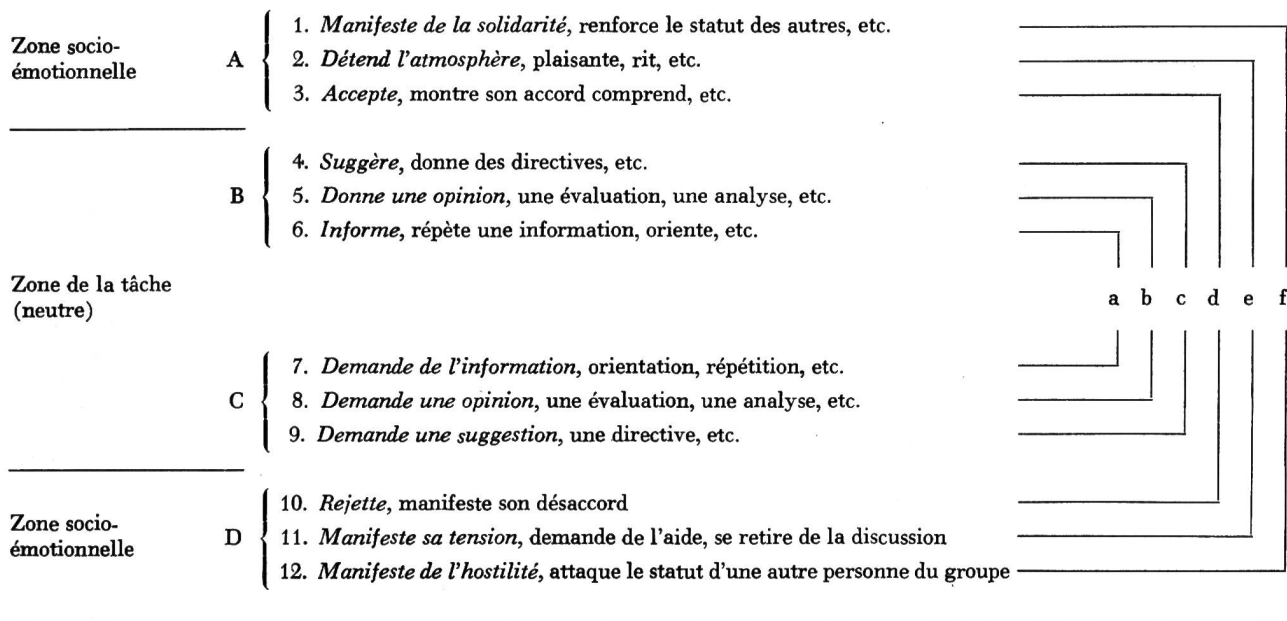 Zone socio-
émotionnelle
A
1. Manifeste de la solidarité, renforce le statut des autres, etc.
2. Détend l'atmosphère, plaisante, rit, etc.
3. Accepte, montre son accord comprend, etc.
B
4. Suggère, donne des directives, etc.
5. Donne une opinion, une évaluation, une analyse, etc.
6. Informe, répète une information, oriente, etc.
Zone de la tâche
(neutre)
a b c d e f
C
7. Demande de l'information, orientation, répétition, etc.
8. Demande une opinion, une évaluation, une analyse, etc.
9. Demande une suggestion, une directive, etc.
Zone socio-
émotionnelle
D
10. Rejette, manifeste son désaccord
11. Manifeste sa tension, demande de l'aide, se retire de la discussion
12. Manifeste de l'hostilité, attaque le statut d'une autre personne du groupe